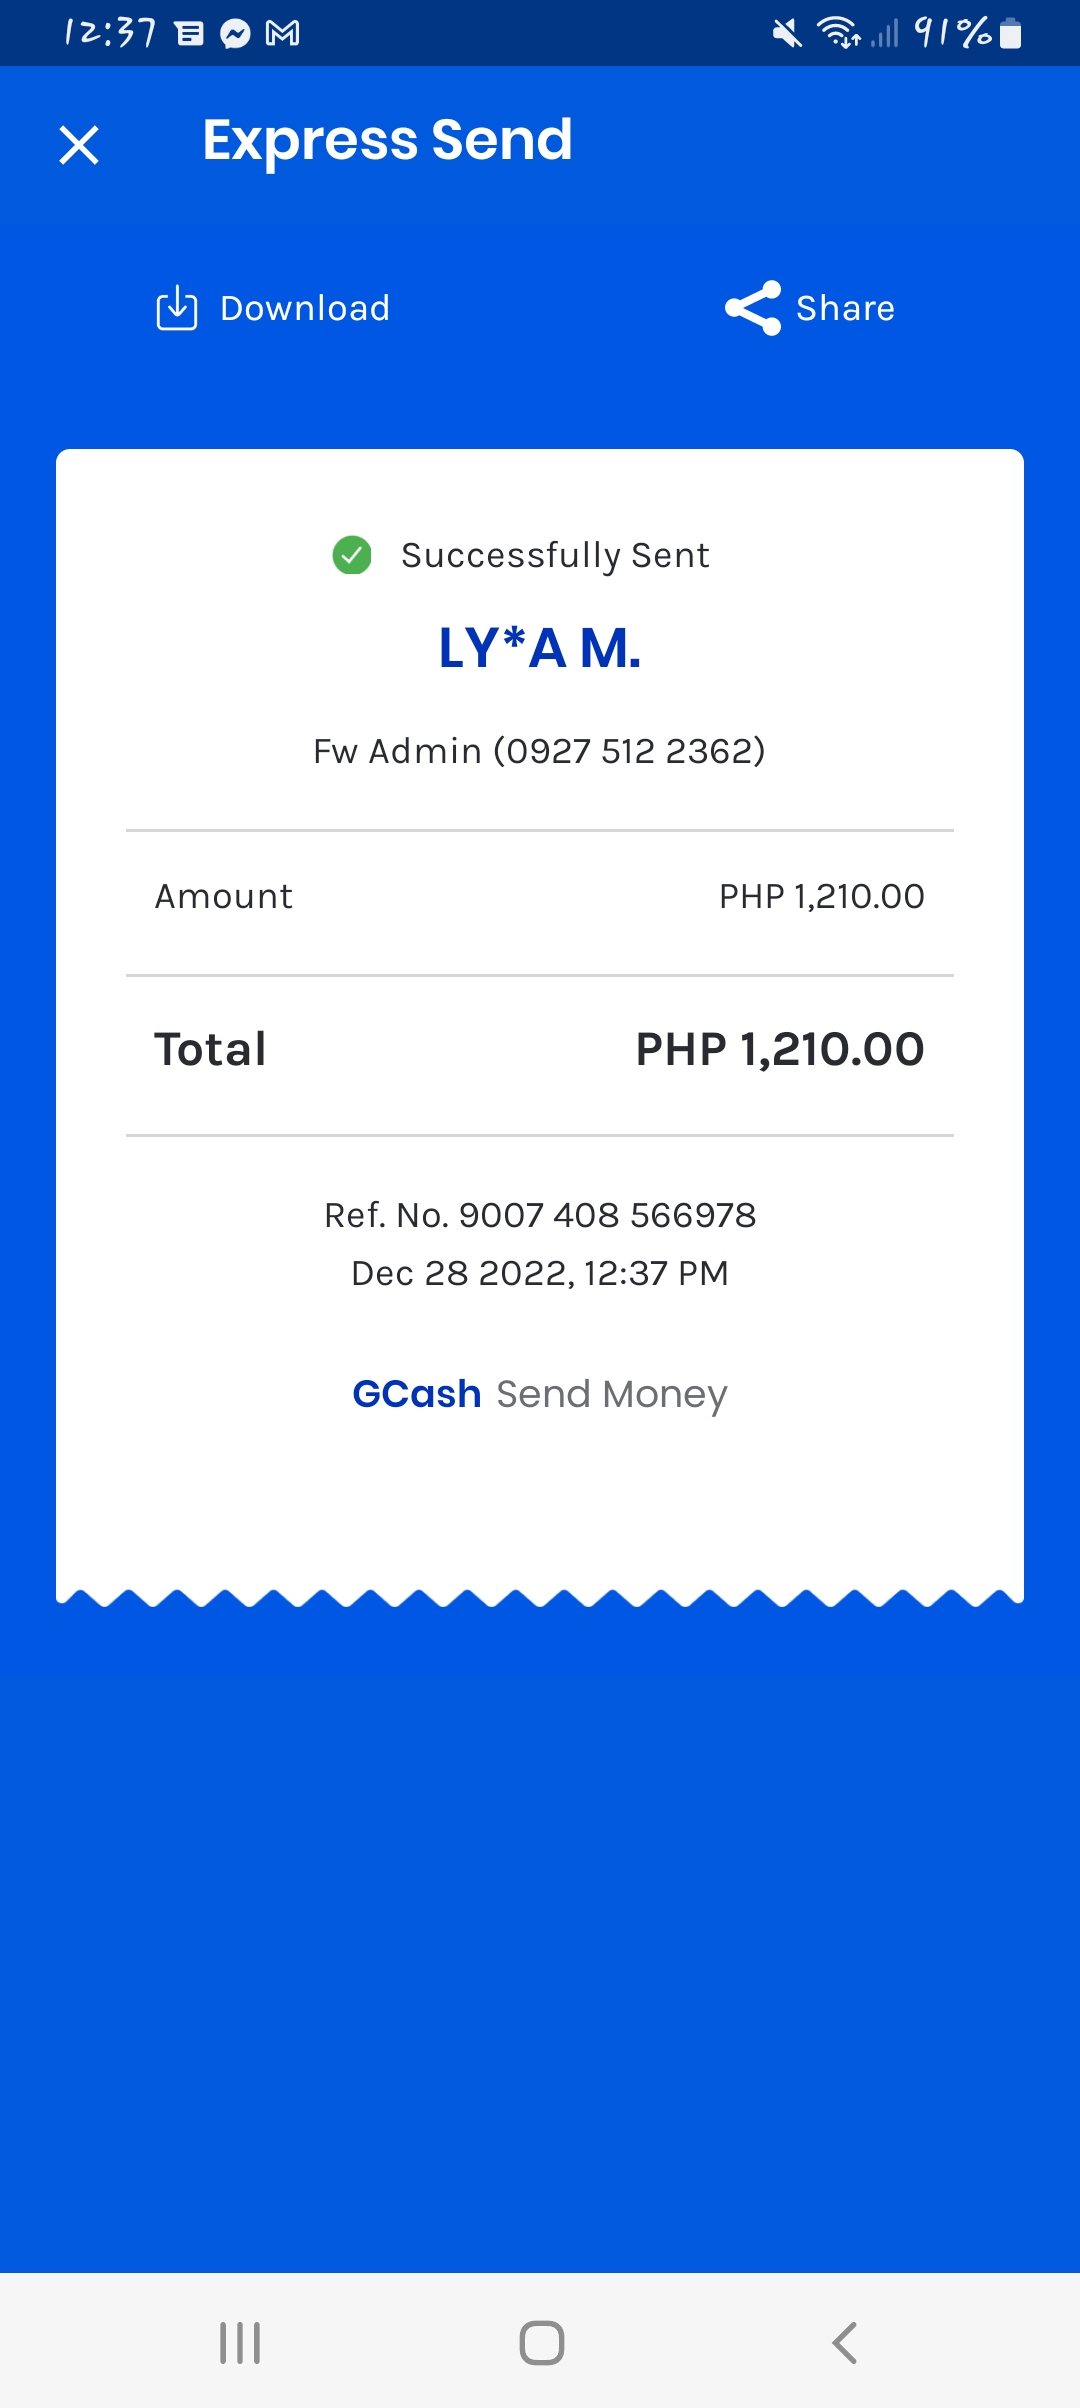 12:37 91%
Express Send
Download Share
Successfully Sent
LY*A M.
Fw Admin (0927 512 2362)
Amount PHP 1,210.00
Total PHP 1,210.00
Ref. No. 9007 408 566978
Dec 28 2022, 12:37 PM
GCash Send Money